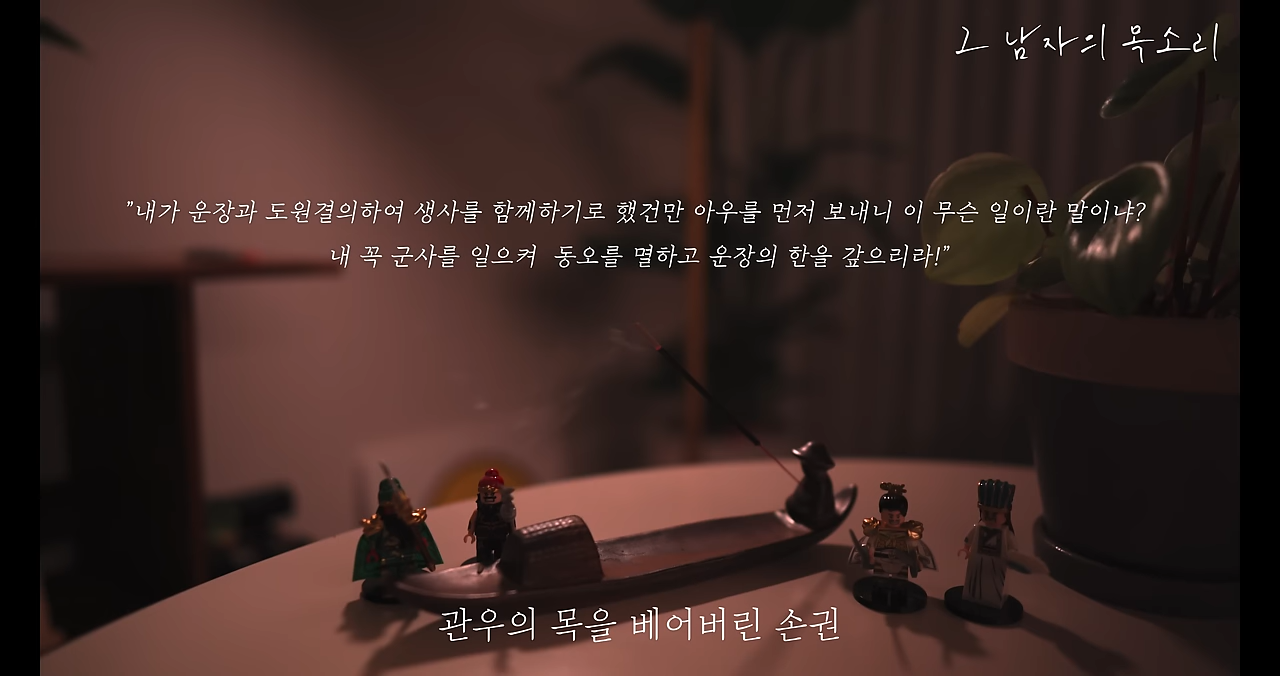 그 남자의 목소리
"내가 운장과 도원결의하여 생사를 함께하기로 했건만 아우를 먼저 보내니 이 무슨 일이란 말이냐?
내 꼭 군사를 일으켜 동오를 멸하고 운장의 한을 갚으리라!"
관우의 목을 베어버린 손권